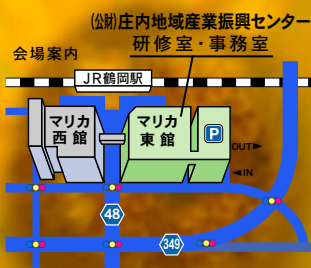 (公財)庄内地域産業振興センター
研修室・事務室
会場案内
JR鶴岡駅
マリカ
西館
マリカ
東館
P
OUT
IN
48
349